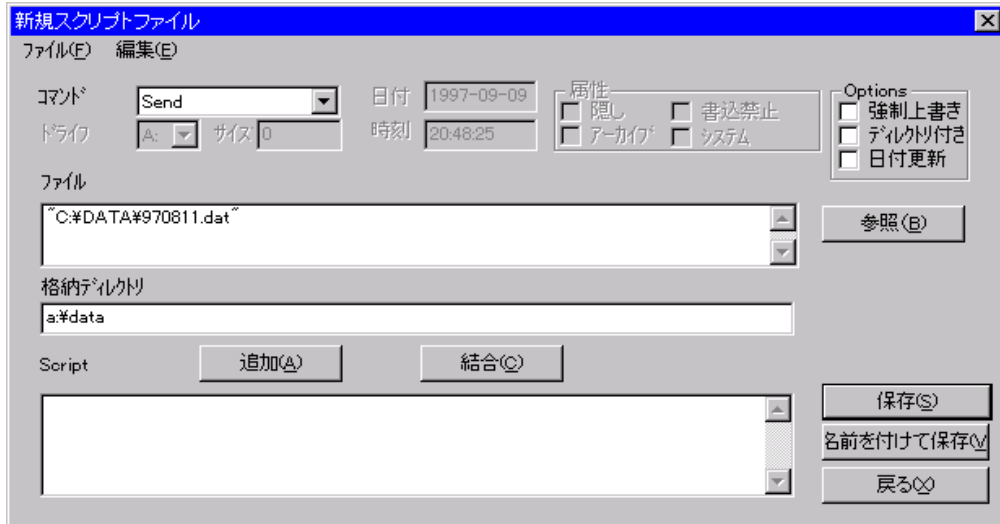 新規スクリプトファイル
ファイル(F) 編集(E)
コマンド Send 日付 1997-09-09 属性 Options
隠し 書込禁止 強制上書き
ドライブ A: サイズ 0 時刻 20:48:25 アーカイブ システム ディレクトリ付き
日付更新
ファイル
"C:¥DATA¥970811.dat" 参照(B)
格納ディレクトリ
a:¥data
Script 追加(A) 結合(C)
保存(S)
名前を付けて保存(V
戻る(X)